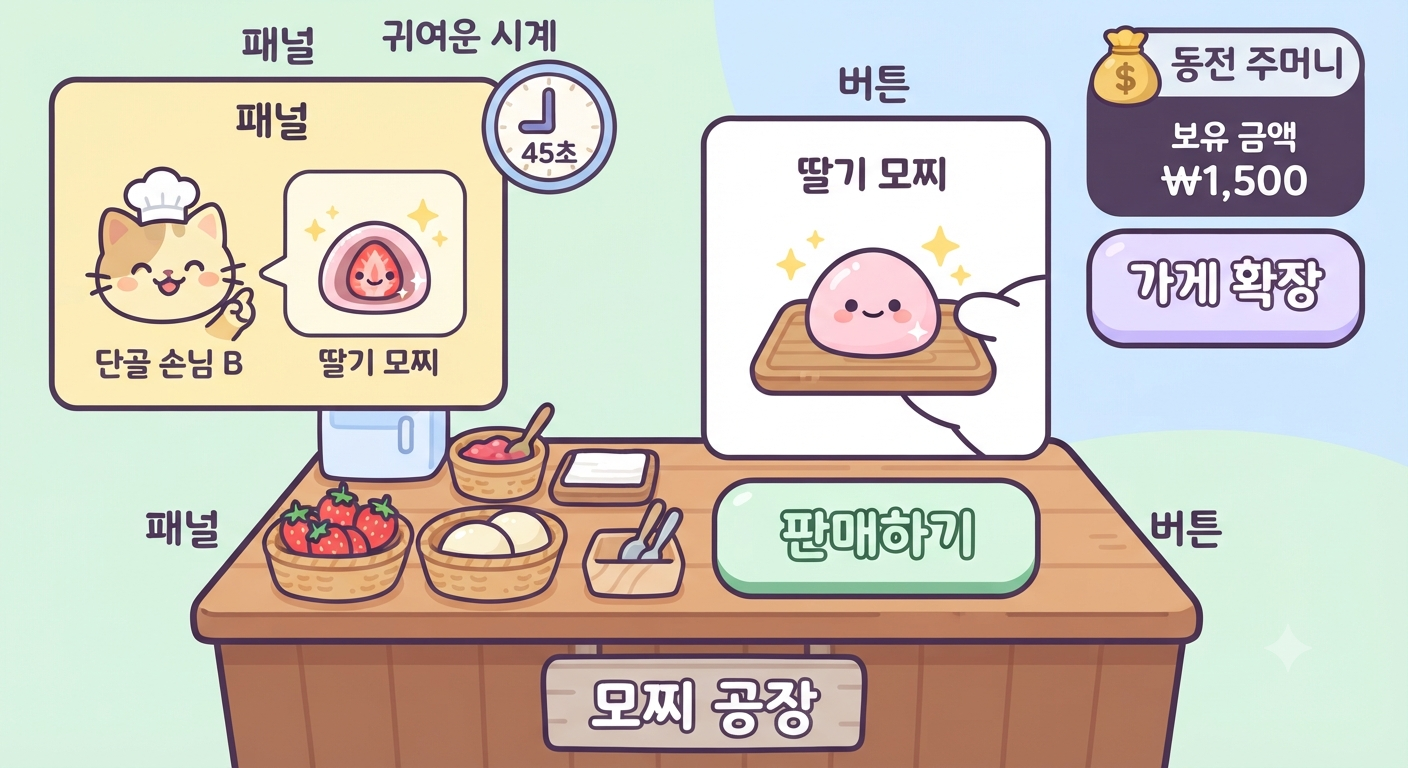 패널
귀여운 시계
패널
45초
단골 손님 B
딸기 모찌
버튼
딸기 모찌
동전 주머니
보유 금액
₩1,500
가게 확장
패널
판매하기
버튼
모찌 공장